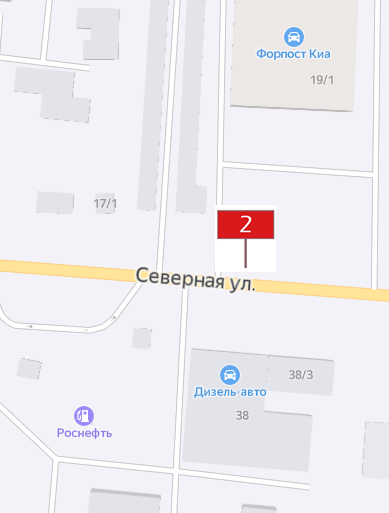 Форпост Киа
19/1
17/1
2
Северная ул.
Дизель-авто
38/3
38
Роснефть